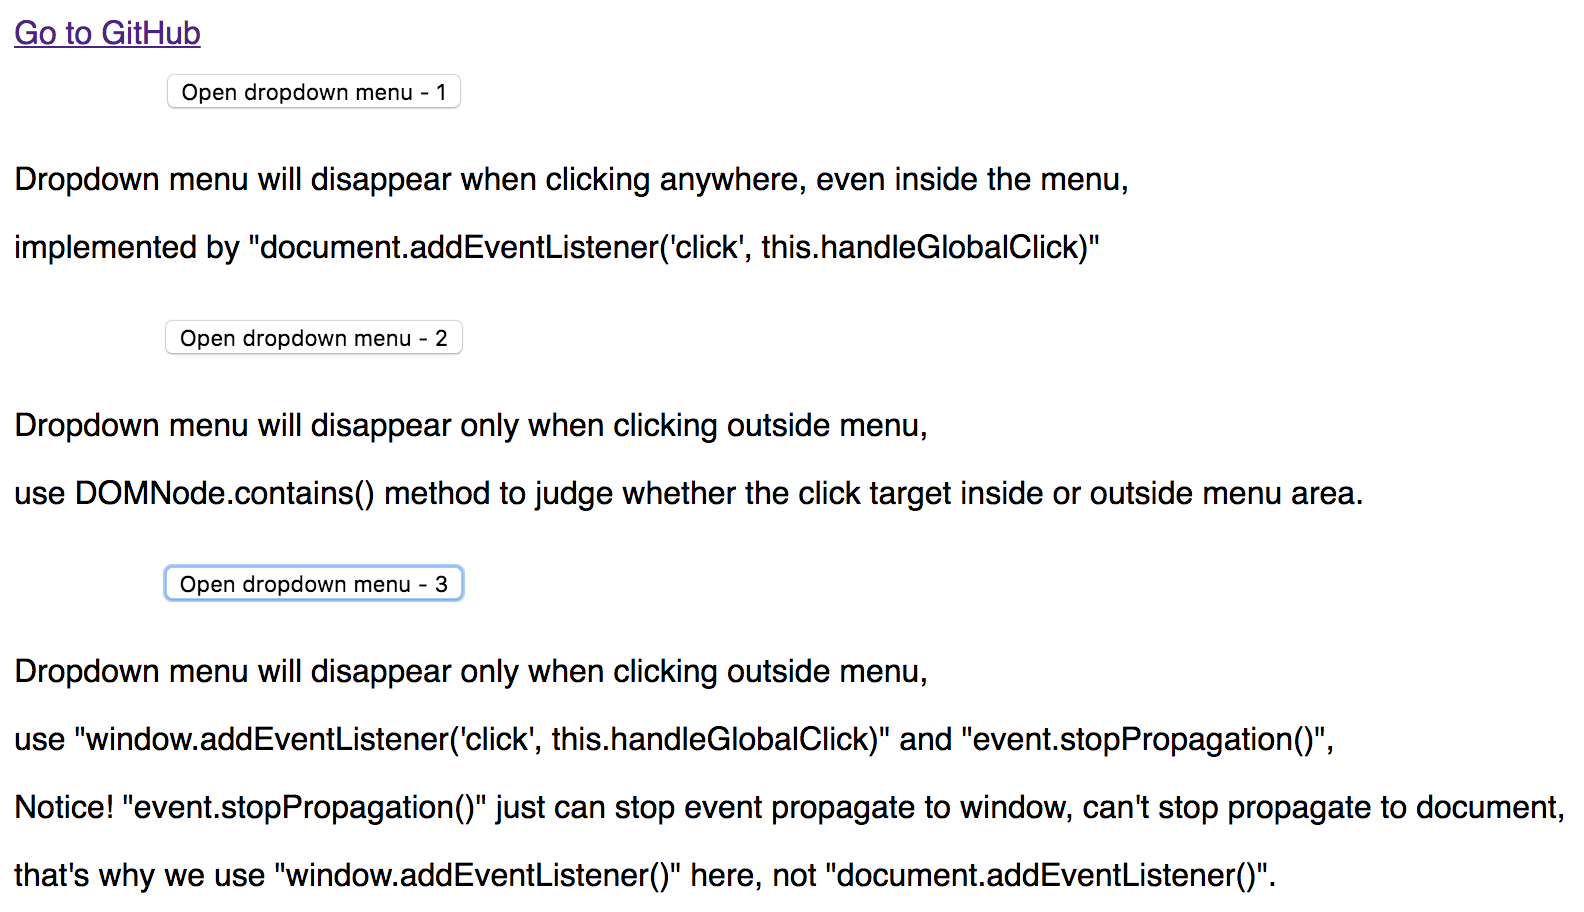 Go to GitHub
Open dropdown menu - 1
Dropdown menu will disappear when clicking anywhere, even inside the menu,
implemented by "document.addEventListener('click', this.handleGlobalClick)"
Open dropdown menu - 2
Dropdown menu will disappear only when clicking outside menu,
use DOMNode.contains() method to judge whether the click target inside or outside menu area.
Open dropdown menu - 3
Dropdown menu will disappear only when clicking outside menu,
use "window.addEventListener('click', this.handleGlobalClick)" and "event.stopPropagation()",
Notice! "event.stopPropagation()" just can stop event propagate to window, can't stop propagate to document,
that's why we use "window.addEventListener()" here, not "document.addEventListener()".